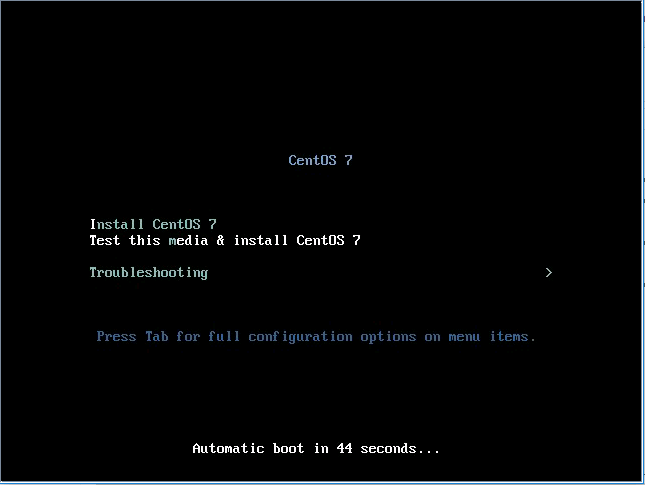 CentOS 7
Install CentOS 7
Test this media & install CentOS 7
Troubleshooting >
Press Tab for full configuration options on menu items.
Automatic boot in 44 seconds...